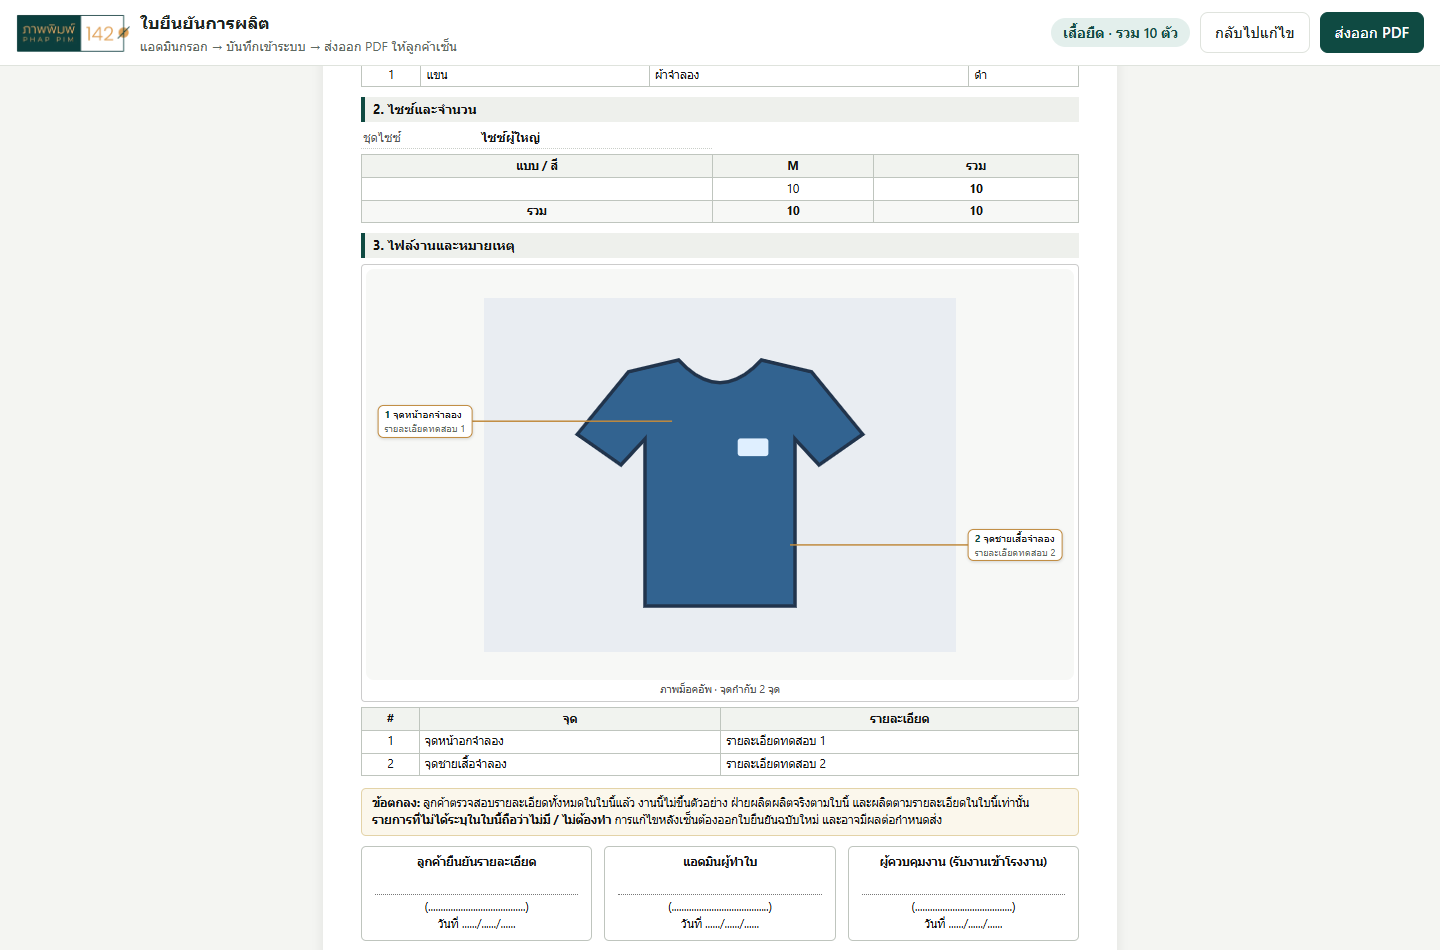 ภาพพิมพ์
PHAP PIM
142
ใบยืนยันการผลิต
แอดมินกรอก → บันทึกเข้าระบบ → ส่งออก PDF ให้ลูกค้าเซ็น
เสื้อยืด · รวม 10 ตัว
กลับไปแก้ไข
ส่งออก PDF
1 แขน ผ้าจำลอง ดำ
2. ไซซ์และจำนวน
ชุดไซซ์ ไซซ์ผู้ใหญ่
แบบ / สี M รวม
10 10
รวม 10 10
3. ไฟล์งานและหมายเหตุ
1 จุดหน้าอกจำลอง
รายละเอียดทดสอบ 1
2 จุดชายเสื้อจำลอง
รายละเอียดทดสอบ 2
ภาพม็อคอัพ · จุดกำกับ 2 จุด
# จุด รายละเอียด
1 จุดหน้าอกจำลอง รายละเอียดทดสอบ 1
2 จุดชายเสื้อจำลอง รายละเอียดทดสอบ 2
ข้อตกลง: ลูกค้าตรวจสอบรายละเอียดทั้งหมดในใบนี้แล้ว งานนี้ไม่ขึ้นตัวอย่าง ฝ่ายผลิตผลิตจริงตามใบนี้ และผลิตตามรายละเอียดในใบนี้เท่านั้น
รายการที่ไม่ได้ระบุในใบนี้ถือว่าไม่มี / ไม่ต้องทำ การแก้ไขหลังเซ็นต้องออกใบยืนยันฉบับใหม่ และอาจมีผลต่อกำหนดส่ง
ลูกค้ายืนยันรายละเอียด
(.......................................)
วันที่ ....../....../......
แอดมินผู้ทำใบ
(.......................................)
วันที่ ....../....../......
ผู้ควบคุมงาน (รับงานเข้าโรงงาน)
(.......................................)
วันที่ ....../....../......